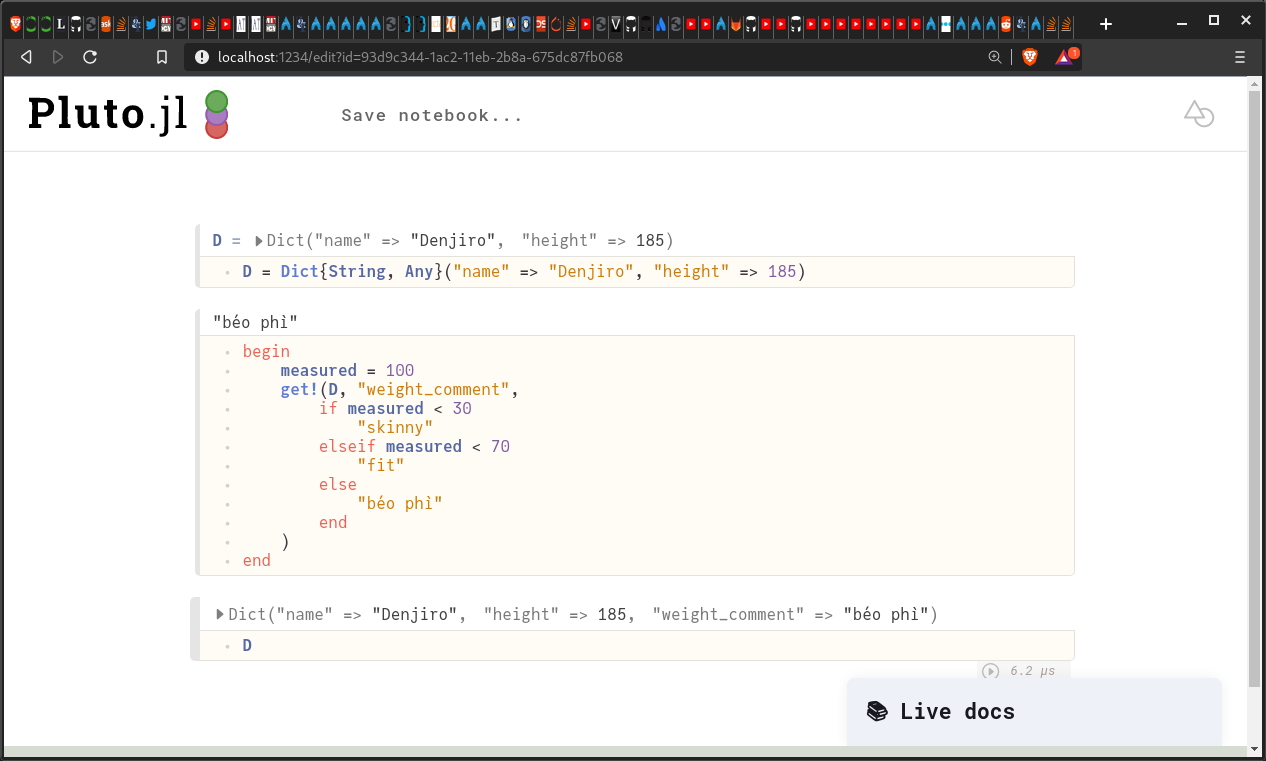 localhost:1234/edit?id=93d9c344-1ac2-11eb-2b8a-675dc87fb068
1
Pluto.jl
Save notebook...
D = Dict("name" => "Denjiro", "height" => 185)
D = Dict{String, Any}("name" => "Denjiro", "height" => 185)
"béo phì"
begin
measured = 100
get!(D, "weight_comment",
if measured < 30
"skinny"
elseif measured < 70
"fit"
else
"béo phì"
end
)
end
Dict("name" => "Denjiro", "height" => 185, "weight_comment" => "béo phì")
D
6.2 μs
Live docs